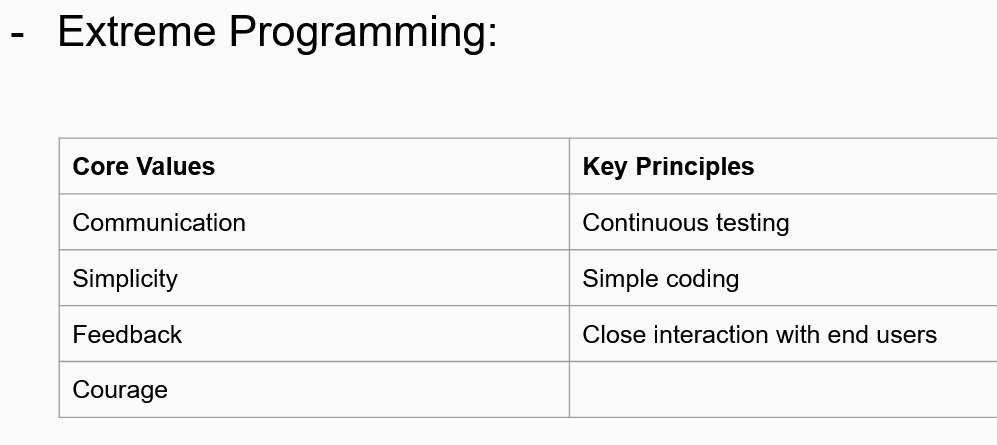 - Extreme Programming:
Core Values Key Principles
Communication Continuous testing
Simplicity Simple coding
Feedback Close interaction with end users
Courage